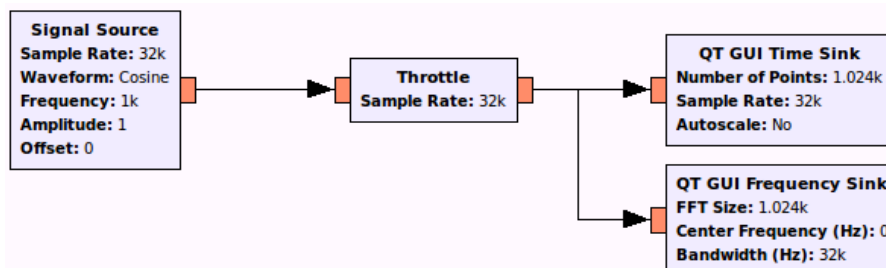 Signal Source
Sample Rate: 32k
Waveform: Cosine
Frequency: 1k
Amplitude: 1
Offset: 0
Throttle
Sample Rate: 32k
QT GUI Time Sink
Number of Points: 1.024k
Sample Rate: 32k
Autoscale: No
QT GUI Frequency Sink
FFT Size: 1.024k
Center Frequency (Hz): 0
Bandwidth (Hz): 32k